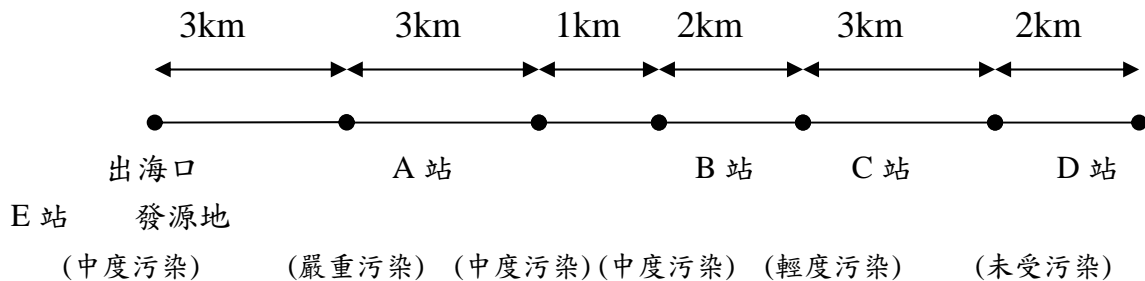 3km 3km 1km 2km 3km 2km
出海口 A 站 B 站 C 站 D 站
E 站 發源地
(中度污染) (嚴重污染) (中度污染) (中度污染) (輕度污染) (未受污染)